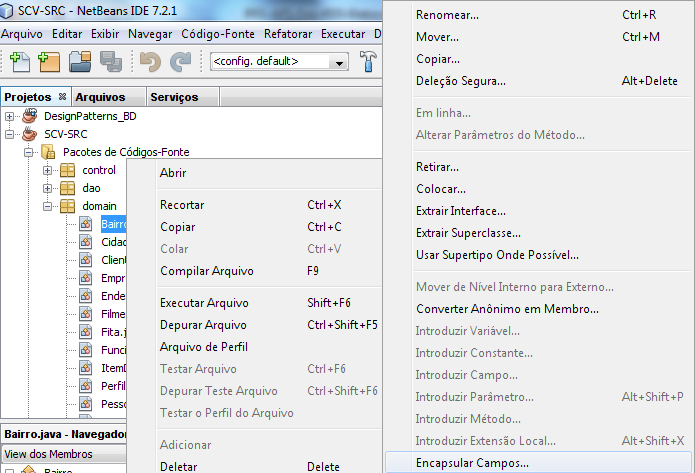 SCV-SRC - NetBeans IDE 7.2.1
Arquivo Editar Exibir Navegar Código-Fonte Refatorar Executar D
<config. default>
Projetos Arquivos Serviços
DesignPatterns_BD
SCV-SRC
Pacotes de Códigos-Fonte
control
dao
domain
Bairro
Cidad
Client
Empr
Ende
Filme
Fita.j
Funci
ItemD
Perfil
Pesso
Bairro.java - Navegador
View dos Membros
Bairro
Abrir
Recortar Ctrl+X
Copiar Ctrl+C
Colar Ctrl+V
Compilar Arquivo F9
Executar Arquivo Shift+F6
Depurar Arquivo Ctrl+Shift+F5
Arquivo de Perfil
Testar Arquivo Ctrl+F6
Depurar Teste Arquivo Ctrl+Shift+F6
Testar o Perfil do Arquivo
Adicionar
Deletar Delete
Renomear... Ctrl+R
Mover... Ctrl+M
Copiar...
Deleção Segura... Alt+Delete
Em linha...
Alterar Parâmetros do Método...
Retirar...
Colocar...
Extrair Interface...
Extrair Superclasse...
Usar Supertipo Onde Possível...
Mover de Nível Interno para Externo...
Converter Anônimo em Membro...
Introduzir Variável...
Introduzir Constante...
Introduzir Campo...
Introduzir Parâmetro... Alt+Shift+P
Introduzir Método...
Introduzir Extensão Local... Alt+Shift+X
Encapsular Campos...